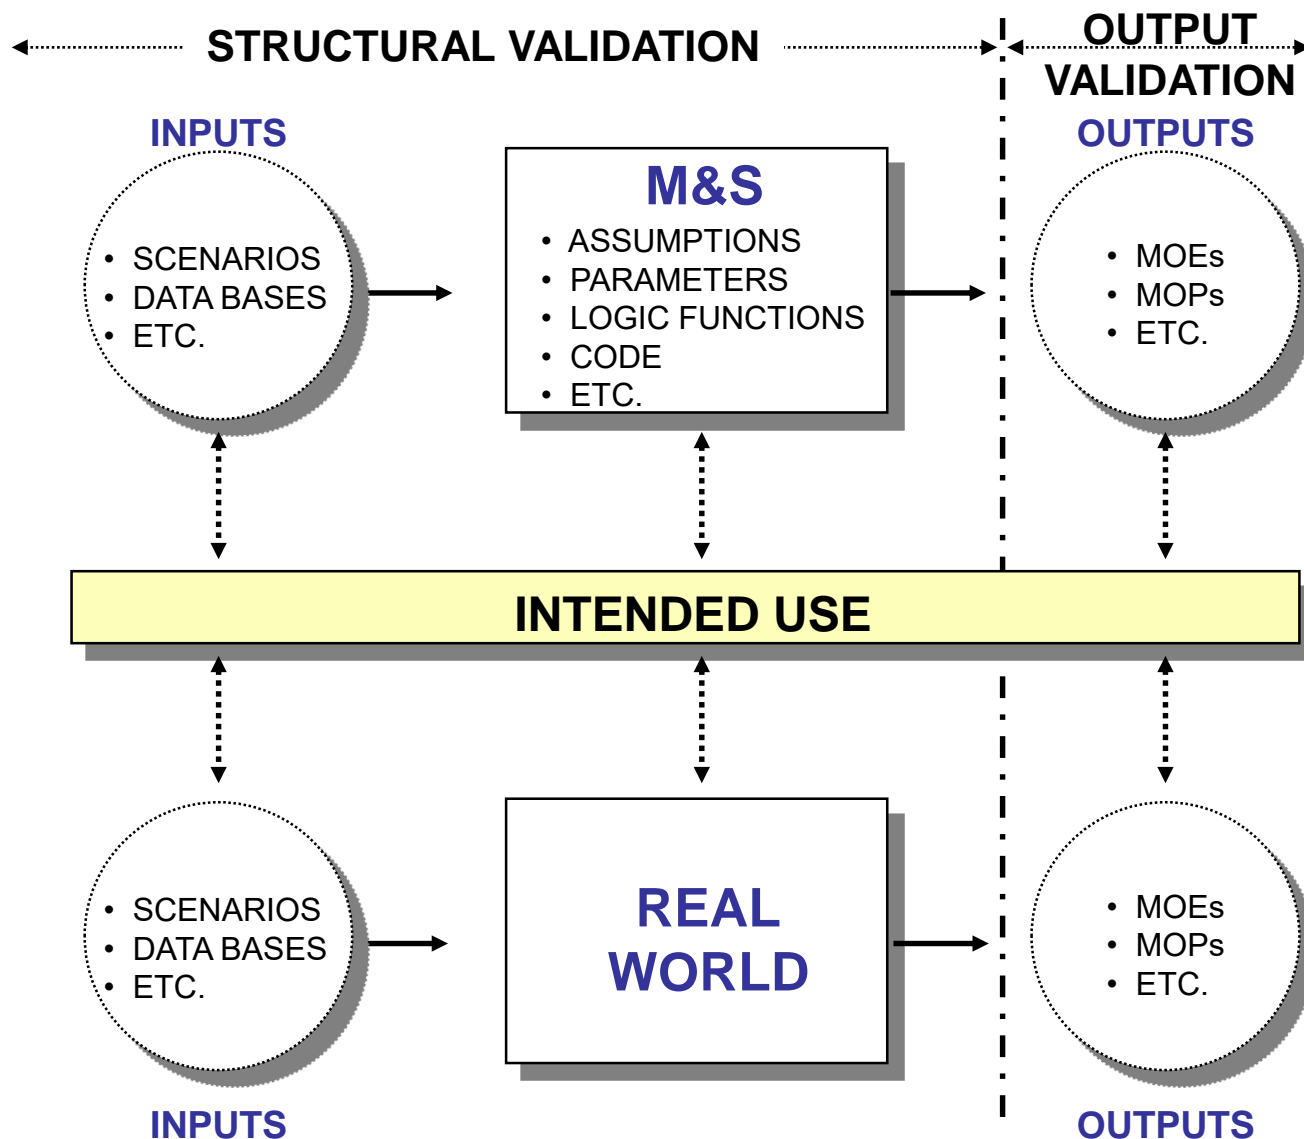 STRUCTURAL VALIDATION
OUTPUT
VALIDATION
INPUTS
• SCENARIOS
• DATA BASES
• ETC.
M&S
• ASSUMPTIONS
• PARAMETERS
• LOGIC FUNCTIONS
• CODE
• ETC.
OUTPUTS
• MOEs
• MOPs
• ETC.
INTENDED USE
• SCENARIOS
• DATA BASES
• ETC.
INPUTS
REAL
WORLD
• MOEs
• MOPs
• ETC.
OUTPUTS